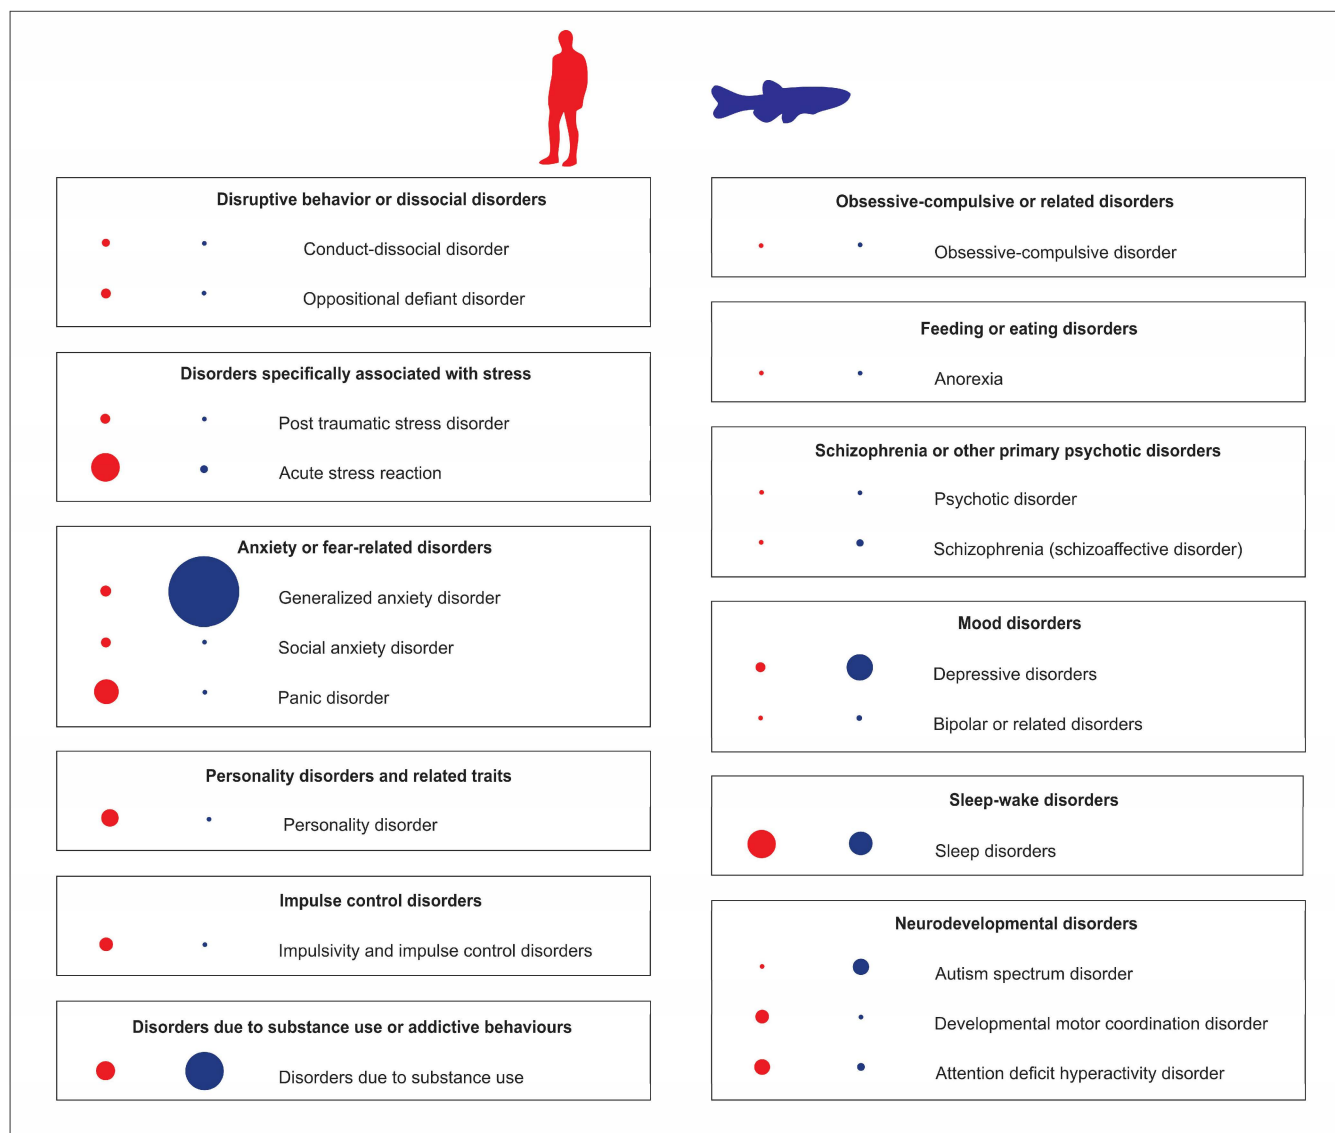 Disruptive behavior or dissocial disorders
Conduct-dissocial disorder
Oppositional defiant disorder
Disorders specifically associated with stress
Post traumatic stress disorder
Acute stress reaction
Anxiety or fear-related disorders
Generalized anxiety disorder
Social anxiety disorder
Panic disorder
Personality disorders and related traits
Personality disorder
Impulse control disorders
Impulsivity and impulse control disorders
Disorders due to substance use or addictive behaviours
Disorders due to substance use
Obsessive-compulsive or related disorders
Obsessive-compulsive disorder
Feeding or eating disorders
Anorexia
Schizophrenia or other primary psychotic disorders
Psychotic disorder
Schizophrenia (schizoaffective disorder)
Mood disorders
Depressive disorders
Bipolar or related disorders
Sleep-wake disorders
Sleep disorders
Neurodevelopmental disorders
Autism spectrum disorder
Developmental motor coordination disorder
Attention deficit hyperactivity disorder